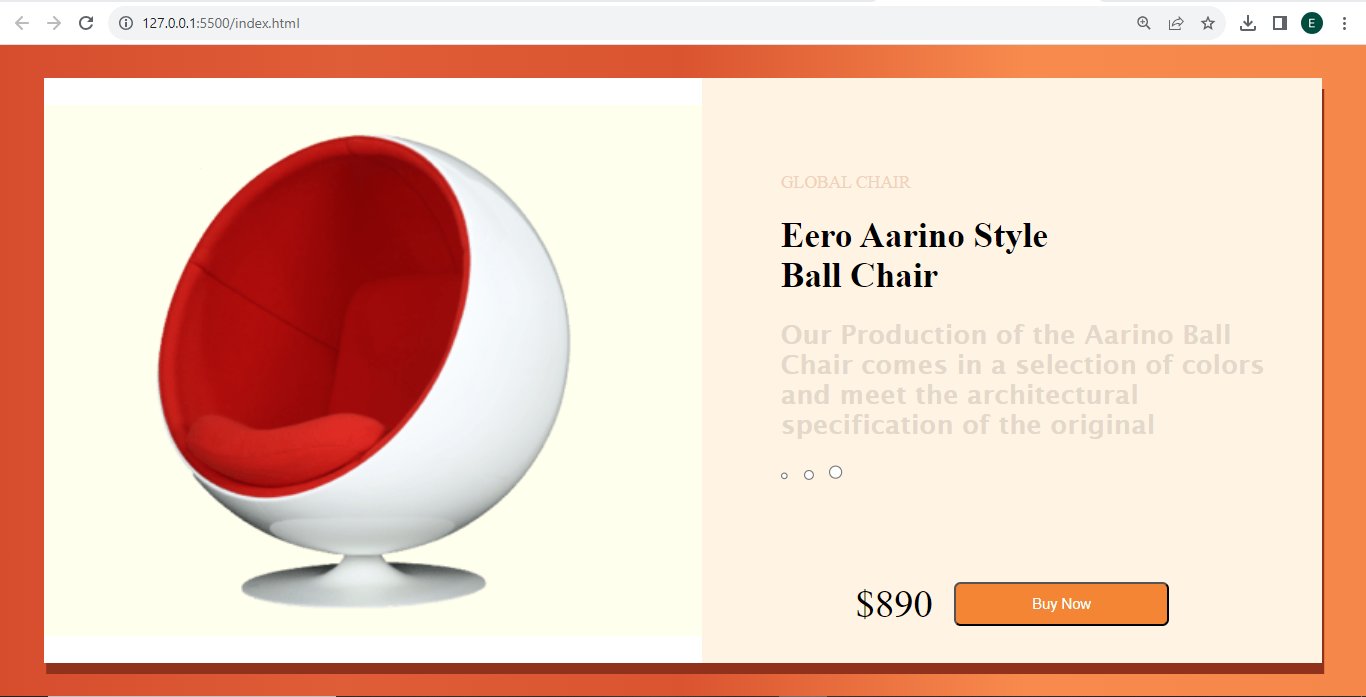 127.0.0.1:5500/index.html
E
GLOBAL CHAIR
Eero Aarino Style
Ball Chair
Our Production of the Aarino Ball
Chair comes in a selection of colors
and meet the architectural
specification of the original
$890
Buy Now